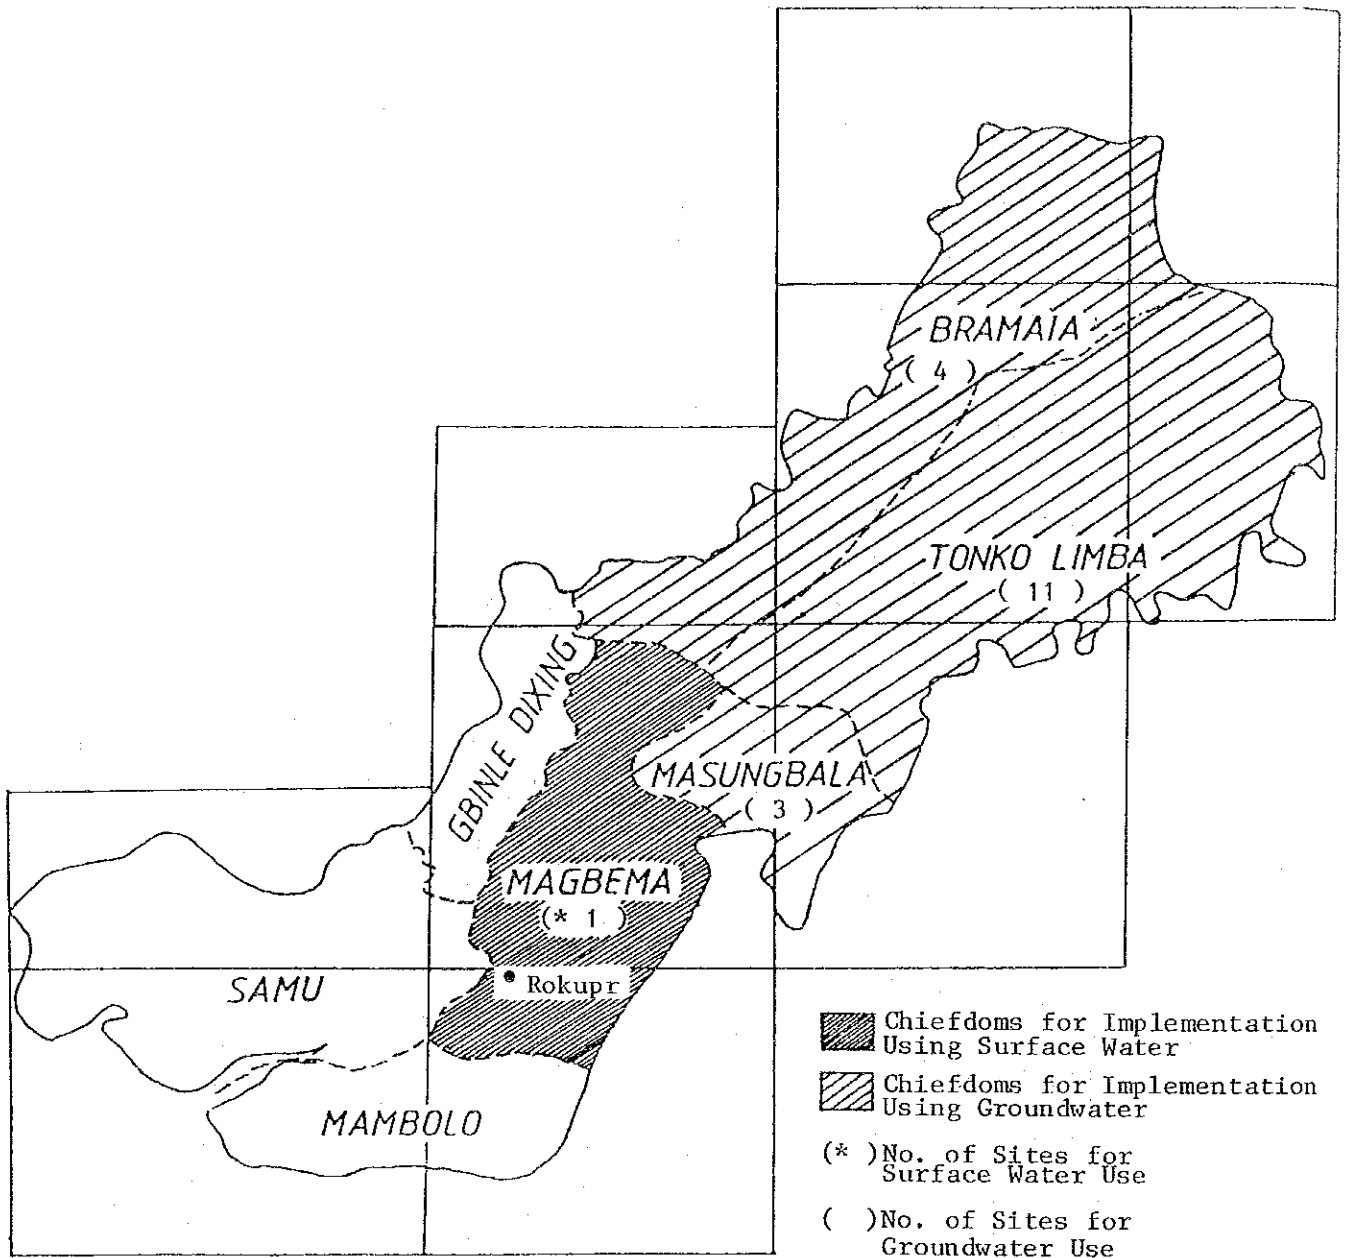 BRAMAIA
( 4 )
TONKO LIMBA
( 11 )
GBINLE DIXING
MASUNGBALA
( 3 )
MAGBEMA
(* 1 )
Rokupr
SAMU
MAMBOLO
Chiefdoms for Implementation
Using Surface Water
Chiefdoms for Implementation
Using Groundwater
(* )No. of Sites for
Surface Water Use
( )No. of Sites for
Groundwater Use